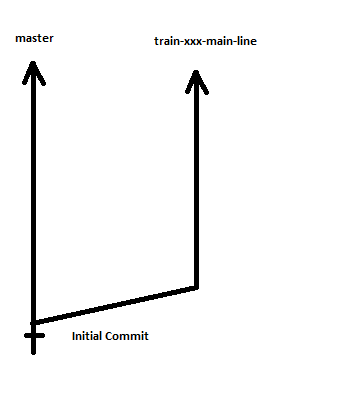 master
train-xxx-main-line
Initial Commit